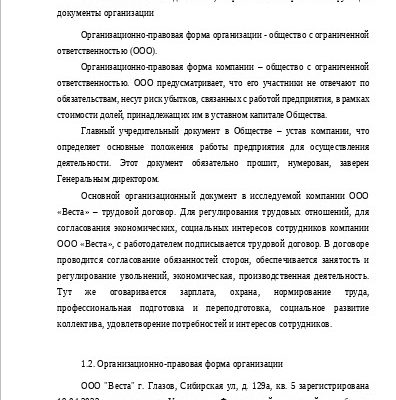 документы организации
Организационно-правовая форма организации - общество с ограниченной
ответственностью (ООО).
Организационно-правовая форма компании – общество с ограниченной
ответственностью. ООО предусматривает, что его участники не отвечают по
обязательствам, несут риск убытков, связанных с работой предприятия, в рамках
стоимости долей, принадлежащих им в уставном капитале Общества.
Главный учредительный документ в Обществе – устав компании, что
определяет основные положения работы предприятия для осуществления
деятельности. Этот документ обязательно прошит, нумерован, заверен
Генеральным директором.
Основной организационный документ в исследуемой компании ООО
«Веста» – трудовой договор. Для регулирования трудовых отношений, для
согласования экономических, социальных интересов сотрудников компании
ООО «Веста», с работодателем подписывается трудовой договор. В договоре
проводится согласование обязанностей сторон, обеспечивается занятость и
регулирование увольнений, экономическая, производственная деятельность.
Тут же оговаривается зарплата, охрана, нормирование труда,
профессиональная подготовка и переподготовка, социальное развитие
коллектива, удовлетворение потребностей и интересов сотрудников.
1.2. Организационно-правовая форма организации
ООО "Веста" г. Глазов, Сибирская ул, д. 129а, кв. 5 зарегистрирована